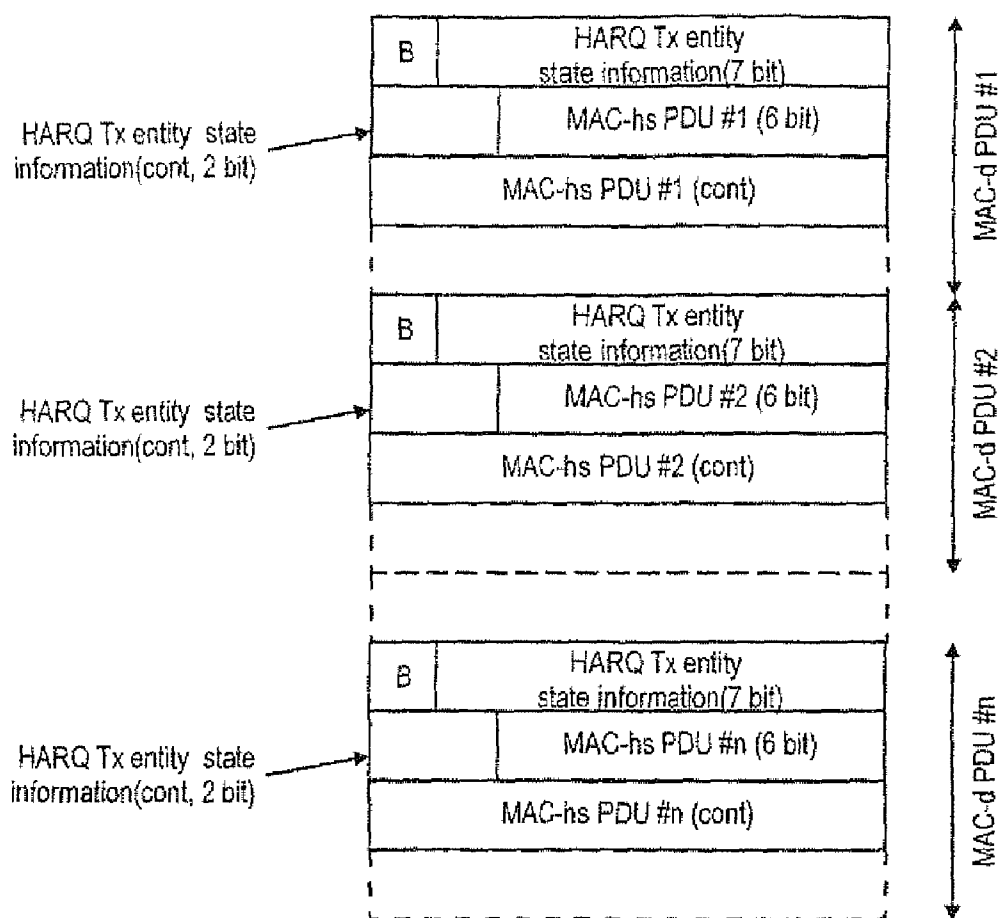 B
HARQ Tx entity
state information(7 bit)
HARQ Tx entity state
information(cont, 2 bit)
MAC-hs PDU #1 (6 bit)
MAC-hs PDU #1 (cont)
MAC-d PDU #1
B
HARQ Tx entity
state information(7 bit)
HARQ Tx entity state
information(cont, 2 bit)
MAC-hs PDU #2 (6 bit)
MAC-hs PDU #2 (cont)
MAC-d PDU #2
B
HARQ Tx entity
state information(7 bit)
HARQ Tx entity state
information(cont, 2 bit)
MAC-hs PDU #n (6 bit)
MAC-hs PDU #n (cont)
MAC-d PDU #n